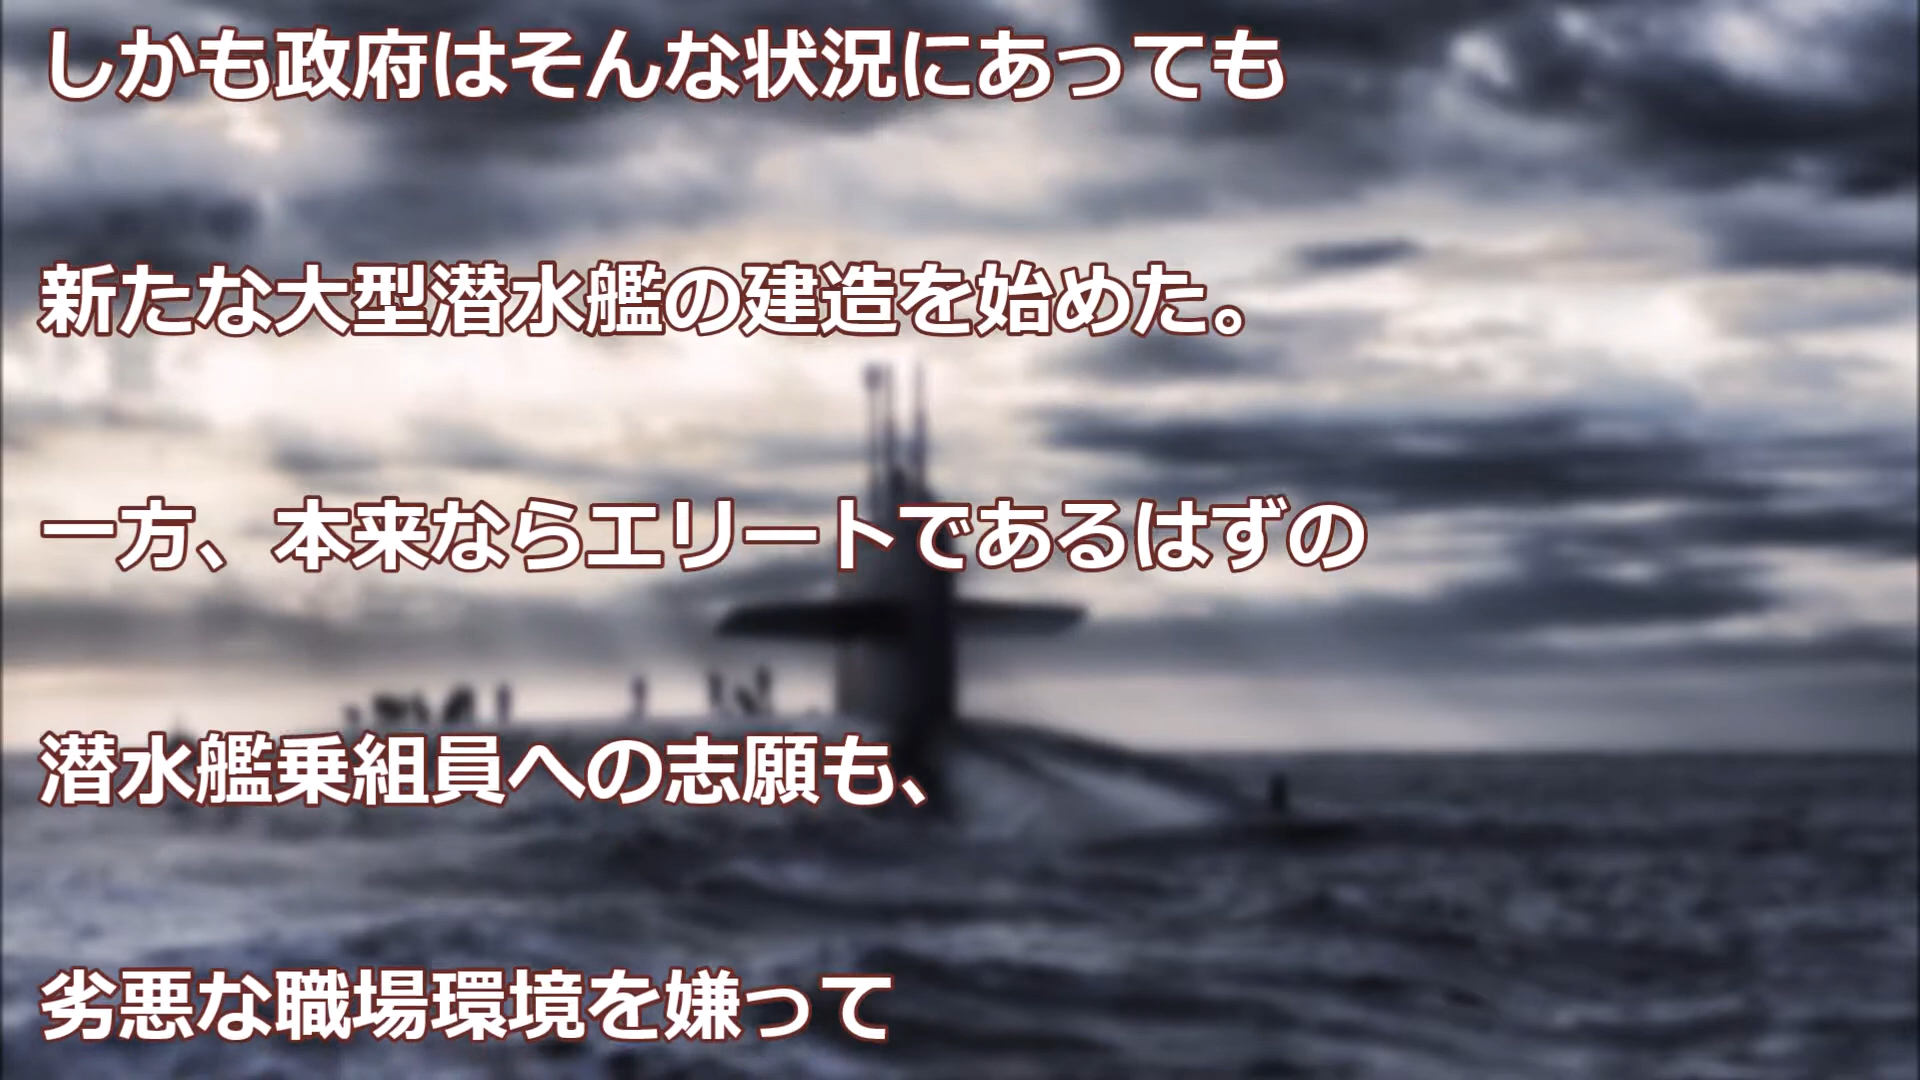 しかも政府はそんな状況にあっても
新たな大型潜水艦の建造を始めた。
一方、本来ならエリートであるはずの
潜水艦乗組員への志願も、
劣悪な職場環境を嫌って